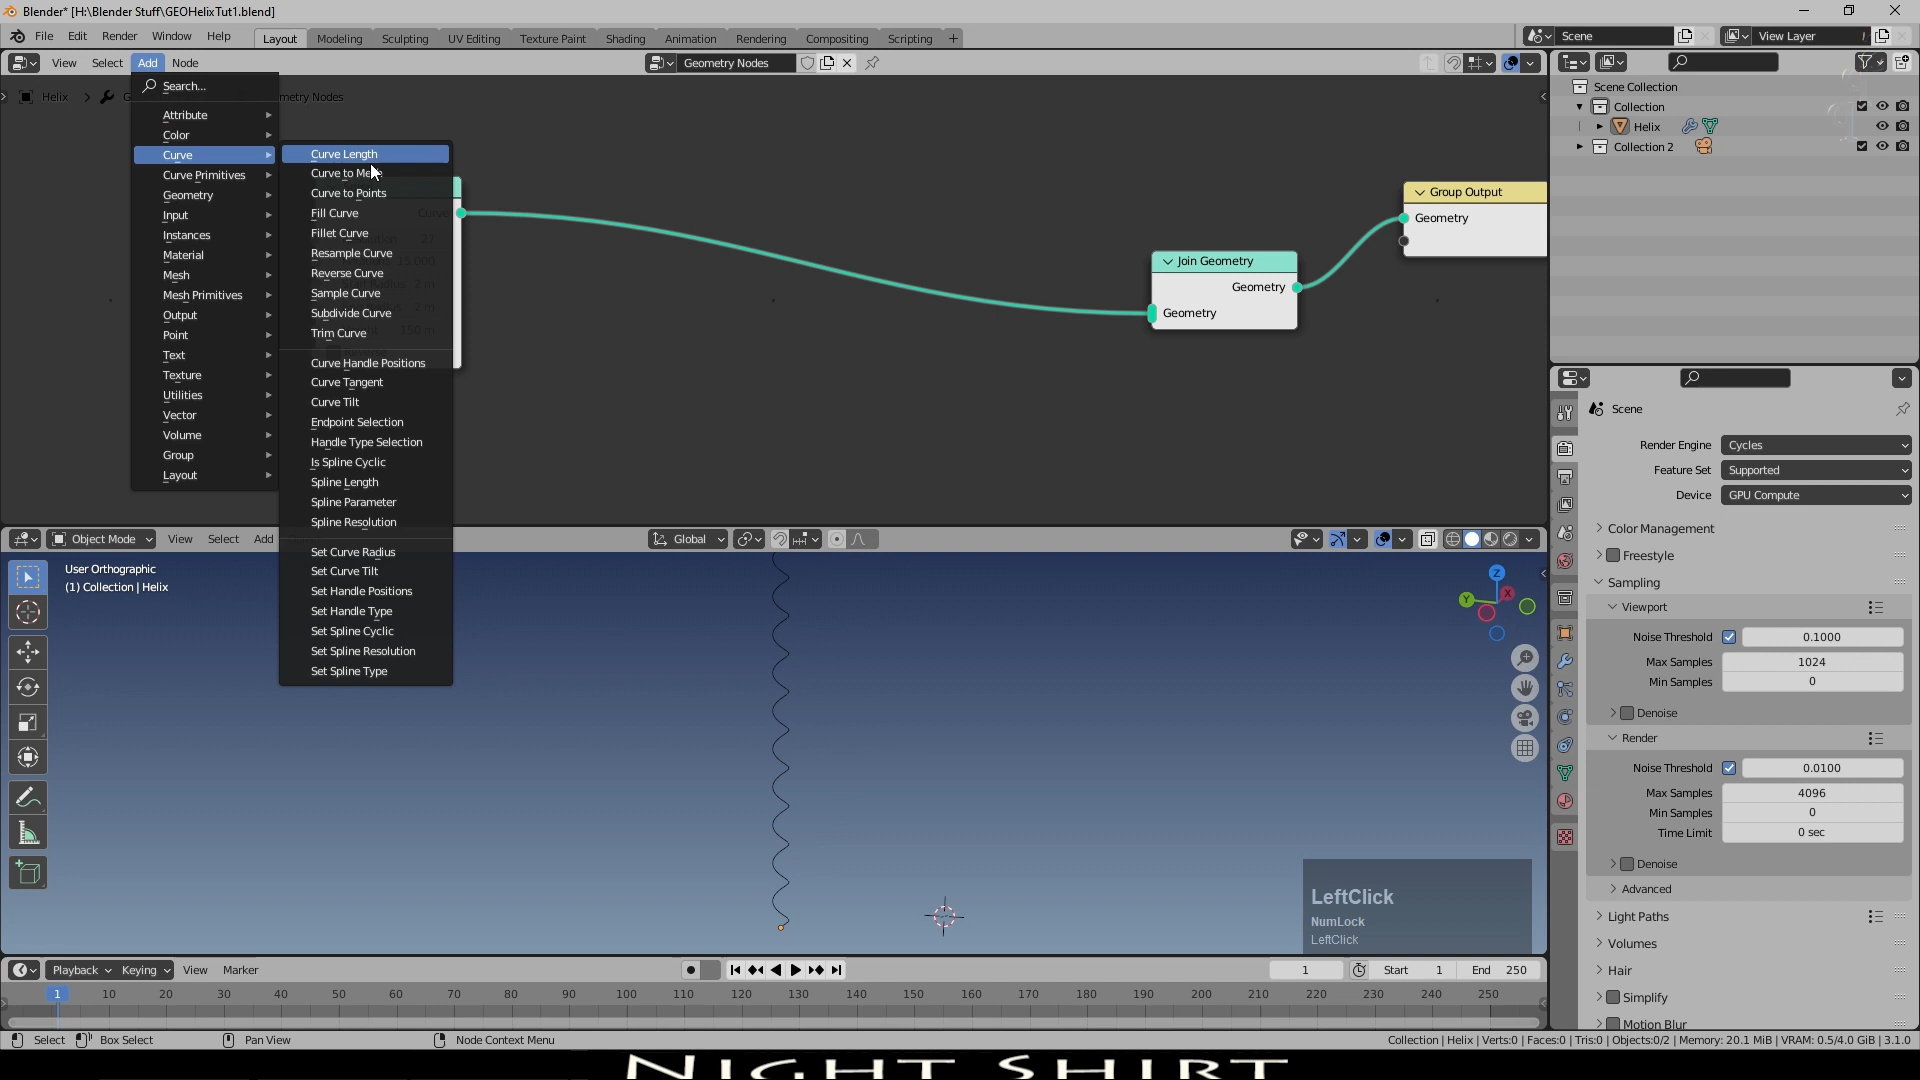 Blender* [H:\Blender Stuff\GEOHelixTut1.blend]
File Edit Render Window Help
Layout Modeling Sculpting UV Editing Texture Paint Shading Animation Rendering Compositing Scripting +
Scene
View Layer
View Select Add Node
Geometry Nodes
Helix
metry Nodes
Search...
Attribute
Color
Curve
Curve Primitives
Geometry
Input
Instances
Material
Mesh
Mesh Primitives
Output
Point
Text
Texture
Utilities
Vector
Volume
Group
Layout
Curve Length
Curve to Me
Curve to Points
Fill Curve
Fillet Curve
Resample Curve
Reverse Curve
Sample Curve
Subdivide Curve
Trim Curve
Curve Handle Positions
Curve Tangent
Curve Tilt
Endpoint Selection
Handle Type Selection
Is Spline Cyclic
Spline Length
Spline Parameter
Spline Resolution
Set Curve Radius
Set Curve Tilt
Set Handle Positions
Set Handle Type
Set Spline Cyclic
Set Spline Resolution
Set Spline Type
Join Geometry
Geometry
Geometry
Group Output
Geometry
Scene Collection
Collection
Helix
Collection 2
Scene
Render Engine Cycles
Feature Set Supported
Device GPU Compute
Color Management
Freestyle
Sampling
Viewport
Noise Threshold 0.1000
Max Samples 1024
Min Samples 0
Denoise
Render
Noise Threshold 0.0100
Max Samples 4096
Min Samples 0
Time Limit 0 sec
Denoise
Advanced
Light Paths
Volumes
Hair
Simplify
Motion Blur
Object Mode View Select Add
Global
User Orthographic
(1) Collection | Helix
Z
X
Y
LeftClick
NumLock
LeftClick
Playback Keying View Marker
1 Start 1 End 250
1 10 20 30 40 50 60 70 80 90 100 110 120 130 140 150 160 170 180 190 200 210 220 230 240 250
Select Box Select Pan View Node Context Menu
Collection | Helix | Verts:0 | Faces:0 | Tris:0 | Objects:0/2 | Memory: 20.1 MiB | VRAM: 0.5/4.0 GiB | 3.1.0
NIGHT SHIRT